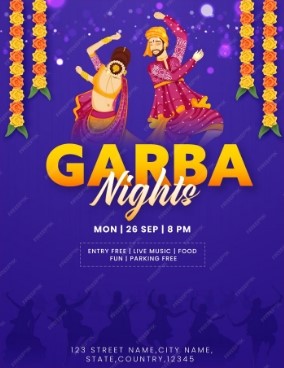 GARBA
Nights
MON | 26 SEP | 8 PM
ENTRY FREE | LIVE MUSIC | FOOD
FUN | PARKING FREE
123 STREET NAME,CITY NAME,
STATE,COUNTRY,12345